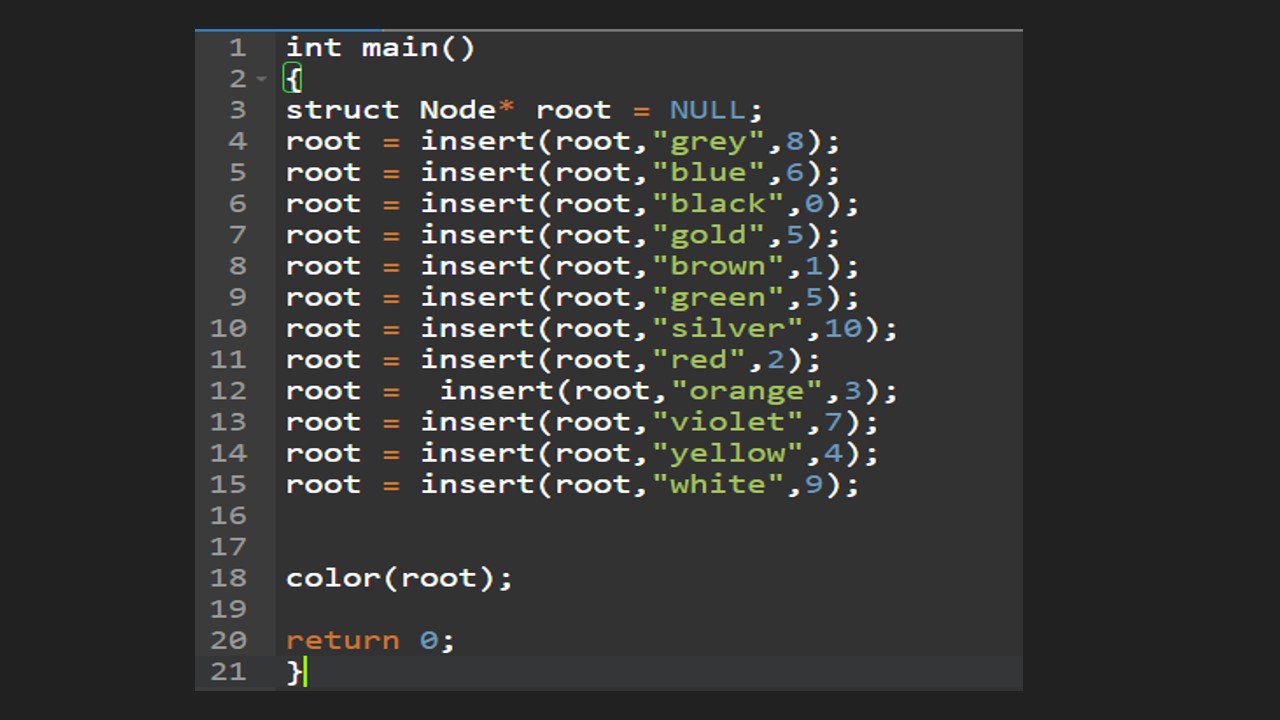 1 int main()
2 {
3 struct Node* root = NULL;
4 root = insert(root,"grey",8);
5 root = insert(root,"blue",6);
6 root = insert(root,"black",0);
7 root = insert(root,"gold",5);
8 root = insert(root,"brown",1);
9 root = insert(root,"green",5);
10 root = insert(root,"silver",10);
11 root = insert(root,"red",2);
12 root =  insert(root,"orange",3);
13 root = insert(root,"violet",7);
14 root = insert(root,"yellow",4);
15 root = insert(root,"white",9);
16
17
18 color(root);
19
20 return 0;
21 }